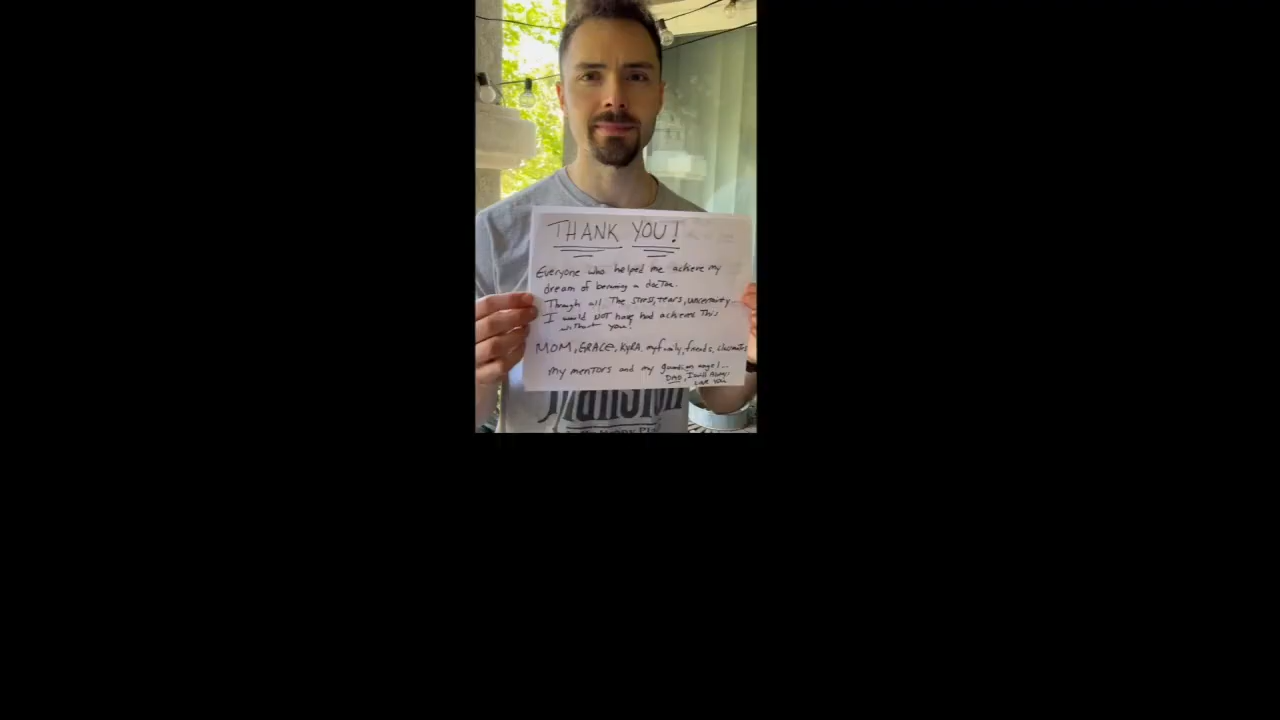 THANK YOU!
Everyone who helped me achieve my
dream of becoming a doctor.
Through all the stress, tears, uncertainty...
I would NOT have had achieved this
without you!
MOM, GRACE, KYRA, my family, friends, classmates
my mentors and my guardian angel...
DAD, I will Always
Love You
Mansion